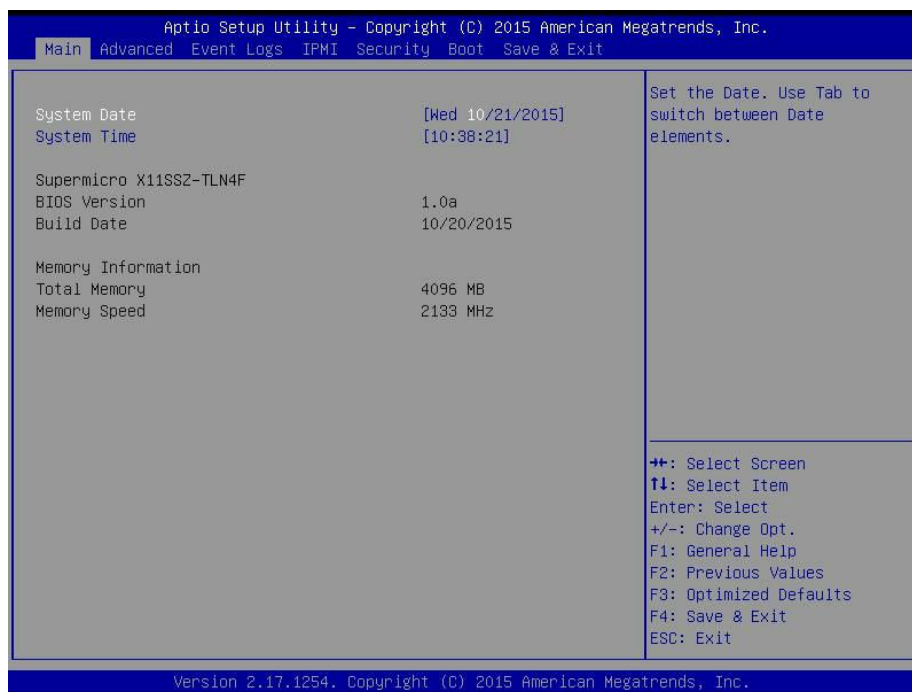 Aptio Setup Utility – Copyright (C) 2015 American Megatrends, Inc.
Main Advanced Event Logs IPMI Security Boot Save & Exit
System Date [Wed 10/21/2015]
System Time [10:38:21]
Supermicro X11SSZ-TLN4F
BIOS Version 1.0a
Build Date 10/20/2015
Memory Information
Total Memory 4096 MB
Memory Speed 2133 MHz
Set the Date. Use Tab to
switch between Date
elements.
→←: Select Screen
↑↓: Select Item
Enter: Select
+/-: Change Opt.
F1: General Help
F2: Previous Values
F3: Optimized Defaults
F4: Save & Exit
ESC: Exit
Version 2.17.1254. Copyright (C) 2015 American Megatrends, Inc.